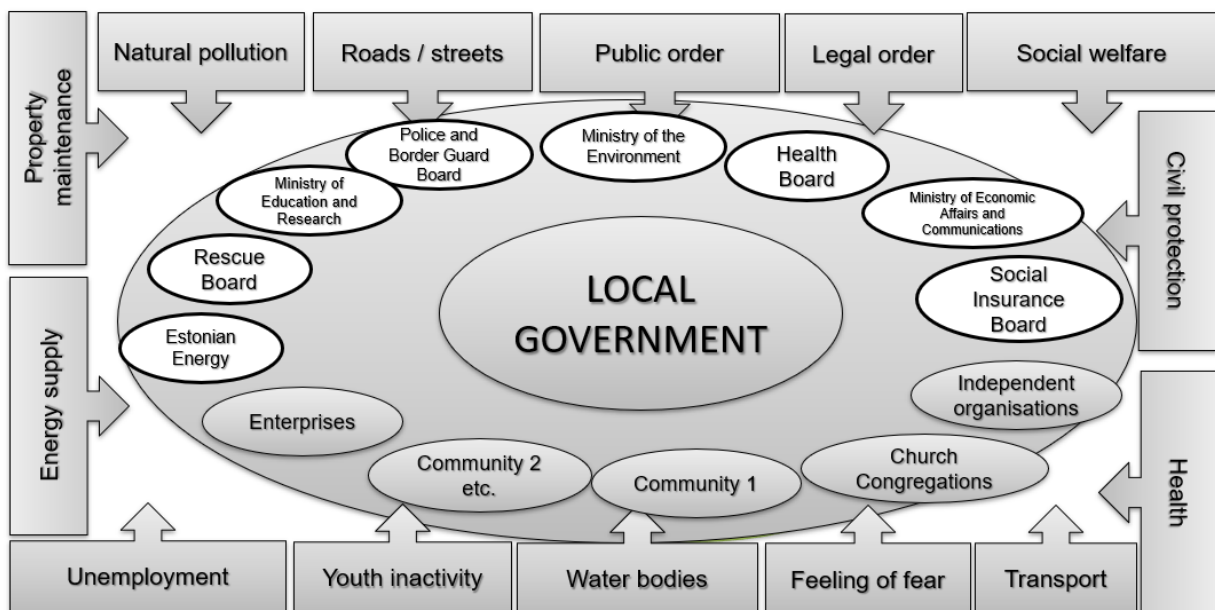 Natural pollution
Roads / streets
Public order
Legal order
Social welfare
Property
maintenance
Police and
Border Guard
Board
Ministry of the
Environment
Health
Board
Ministry of
Education and
Research
Ministry of Economic
Affairs and
Communications
Civil protection
Rescue
Board
Social
Insurance
Board
LOCAL
GOVERNMENT
Estonian
Energy
Energy supply
Enterprises
Independent
organisations
Community 2
etc.
Community 1
Church
Congregations
Health
Unemployment
Youth inactivity
Water bodies
Feeling of fear
Transport